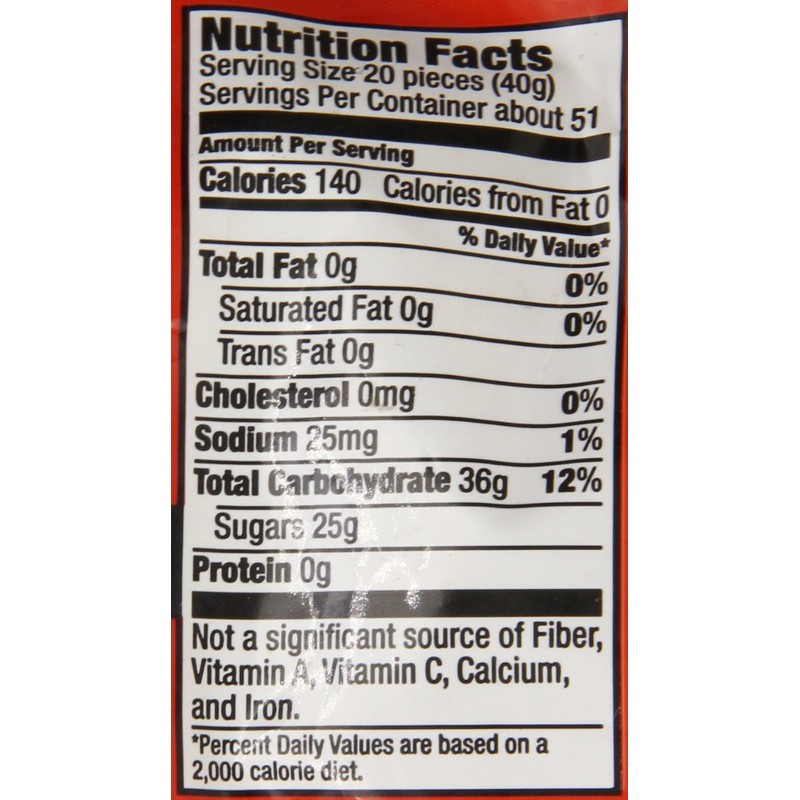 Nutrition Facts
Serving Size 20 pieces (40g)
Servings Per Container about 51
Amount Per Serving
Calories 140 Calories from Fat 0
% Daily Value*
Total Fat 0g 0%
Saturated Fat 0g 0%
Trans Fat 0g
Cholesterol 0mg 0%
Sodium 25mg 1%
Total Carbohydrate 36g 12%
Sugars 25g
Protein 0g
Not a significant source of Fiber,
Vitamin A, Vitamin C, Calcium,
and Iron.
*Percent Daily Values are based on a
2,000 calorie diet.